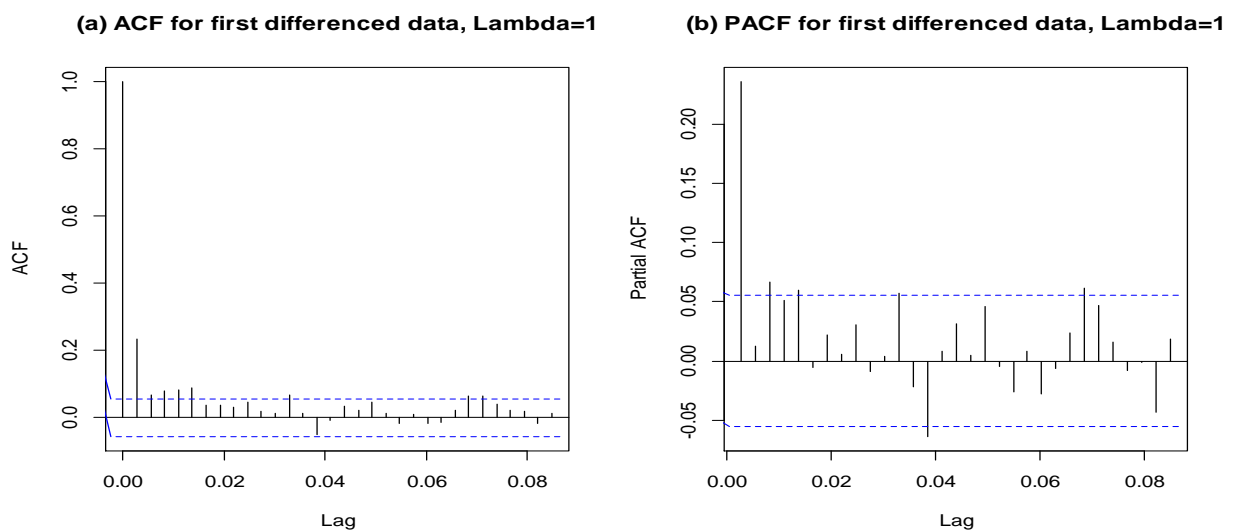 (a) ACF for first differenced data, Lambda=1
ACF
1.0
0.8
0.6
0.4
0.2
0.0
0.00 0.02 0.04 0.06 0.08
Lag
(b) PACF for first differenced data, Lambda=1
Partial ACF
0.20
0.15
0.10
0.05
0.00
-0.05
0.00 0.02 0.04 0.06 0.08
Lag